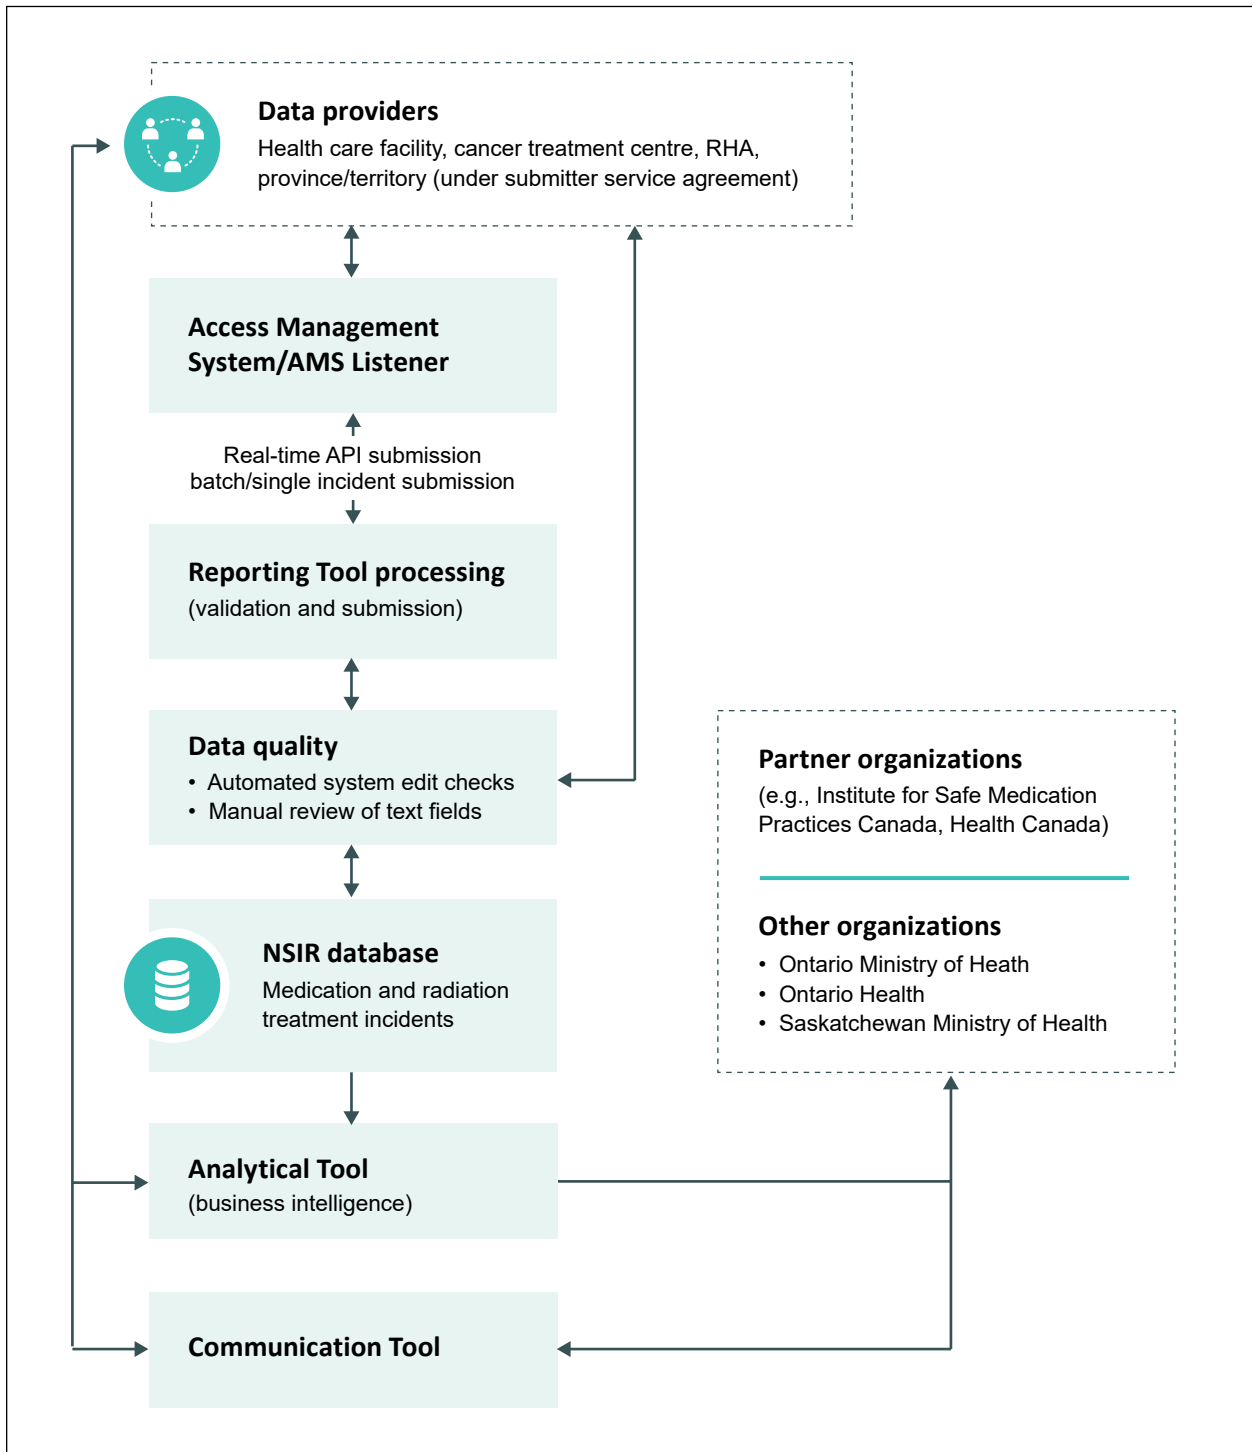 Data providers
Health care facility, cancer treatment centre, RHA,
province/territory (under submitter service agreement)
Access Management
System/AMS Listener
Real-time API submission
batch/single incident submission
Reporting Tool processing
(validation and submission)
Data quality
• Automated system edit checks
• Manual review of text fields
NSIR database
Medication and radiation
treatment incidents
Analytical Tool
(business intelligence)
Communication Tool
Partner organizations
(e.g., Institute for Safe Medication
Practices Canada, Health Canada)
Other organizations
• Ontario Ministry of Heath
• Ontario Health
• Saskatchewan Ministry of Health